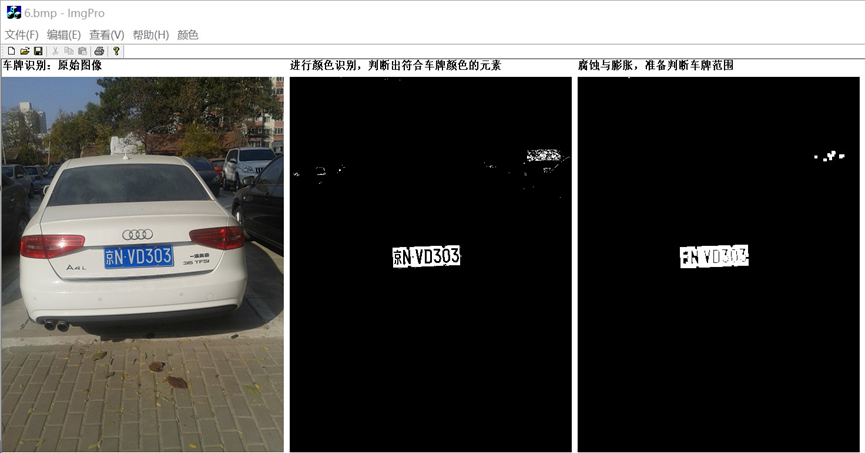 6.bmp - ImgPro
文件(F) 编辑(E) 查看(V) 帮助(H) 颜色
车牌识别：原始图像
进行颜色识别，判断出符合车牌颜色的元素
腐蚀与膨胀，准备判断车牌范围
京N·VD303
A4L
35 TFSI
京N·VD303
N VD303